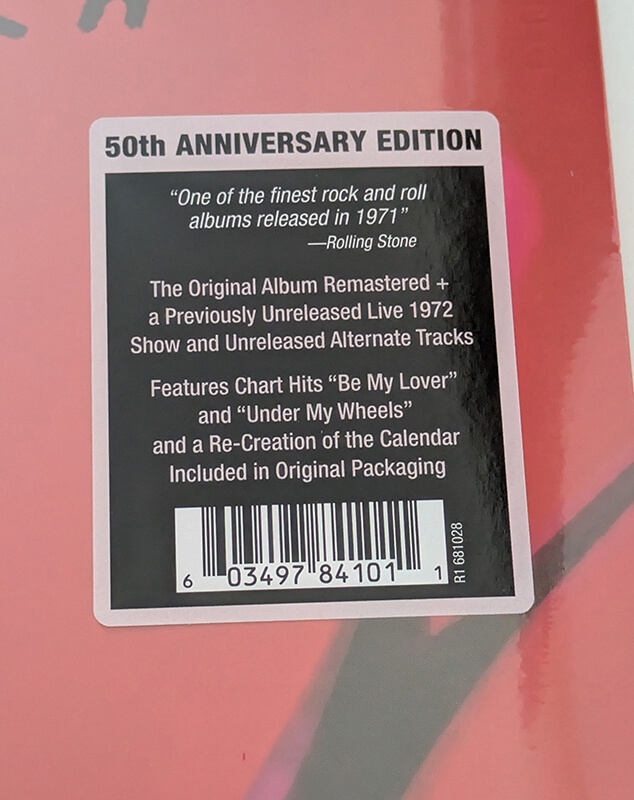 50th ANNIVERSARY EDITION
“One of the finest rock and roll
albums released in 1971”
—Rolling Stone
The Original Album Remastered +
a Previously Unreleased Live 1972
Show and Unreleased Alternate Tracks
Features Chart Hits “Be My Lover”
and “Under My Wheels”
and a Re-Creation of the Calendar
Included in Original Packaging
6 03497 84101 1
R1 681028